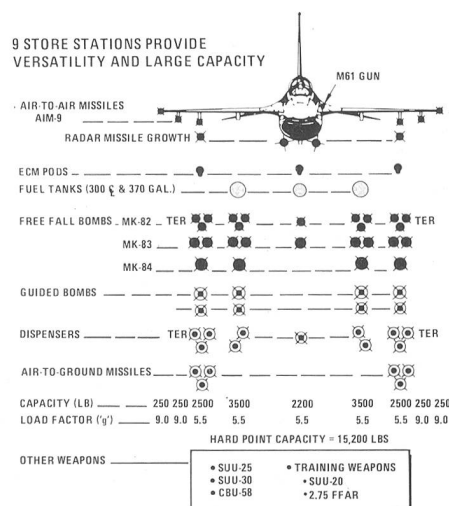 9 STORE STATIONS PROVIDE
VERSATILITY AND LARGE CAPACITY
M61 GUN
AIR-TO-AIR MISSILES
AIM-9
RADAR MISSILE GROWTH
ECM PODS
FUEL TANKS (300 ℄ & 370 GAL.)
FREE FALL BOMBS - MK-82 TER TER
MK-83
MK-84
GUIDED BOMBS
DISPENSERS TER TER
AIR-TO-GROUND MISSILES
CAPACITY (LB) 250 250 2500 3500 2200 3500 2500 250 250
LOAD FACTOR ('g') 9.0 9.0 5.5 5.5 5.5 5.5 5.5 9.0 9.0
HARD POINT CAPACITY = 15,200 LBS
OTHER WEAPONS
• SUU-25 • TRAINING WEAPONS
• SUU-30 • SUU-20
• CBU-58 • 2.75 FFAR